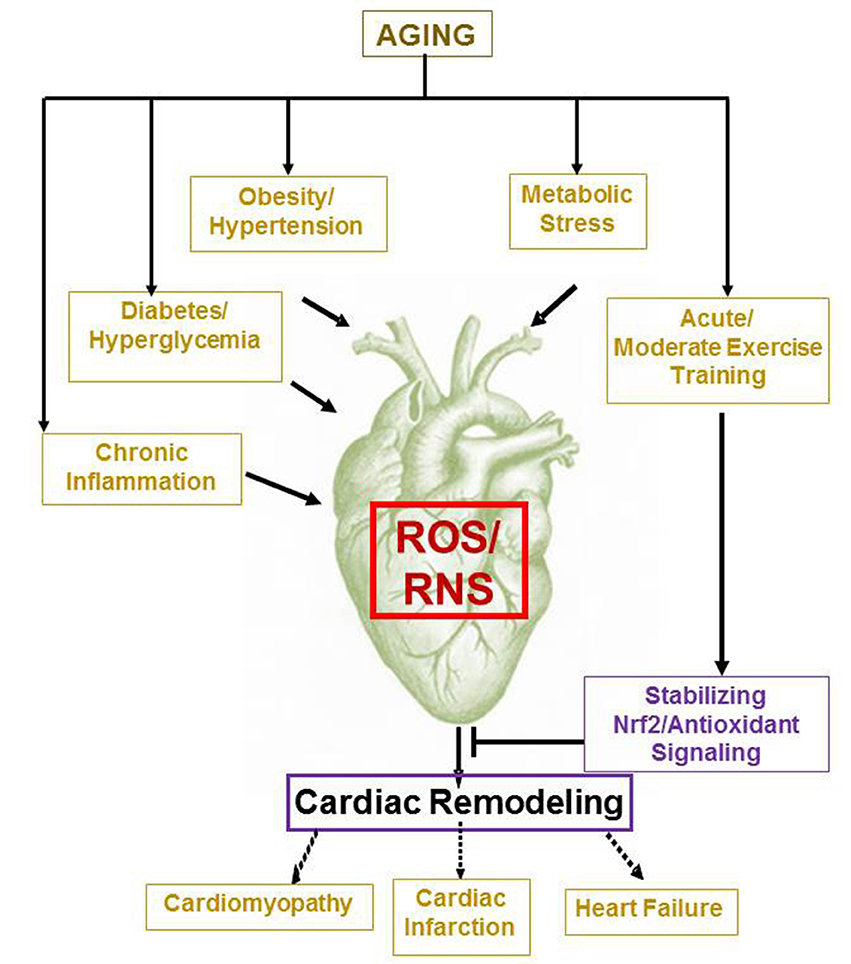 AGING
Obesity/
Hypertension
Metabolic
Stress
Diabetes/
Hyperglycemia
Acute/
Moderate Exercise
Training
Chronic
Inflammation
ROS/
RNS
Stabilizing
Nrf2/Antioxidant
Signaling
Cardiac Remodeling
Cardiomyopathy
Cardiac
Infarction
Heart Failure